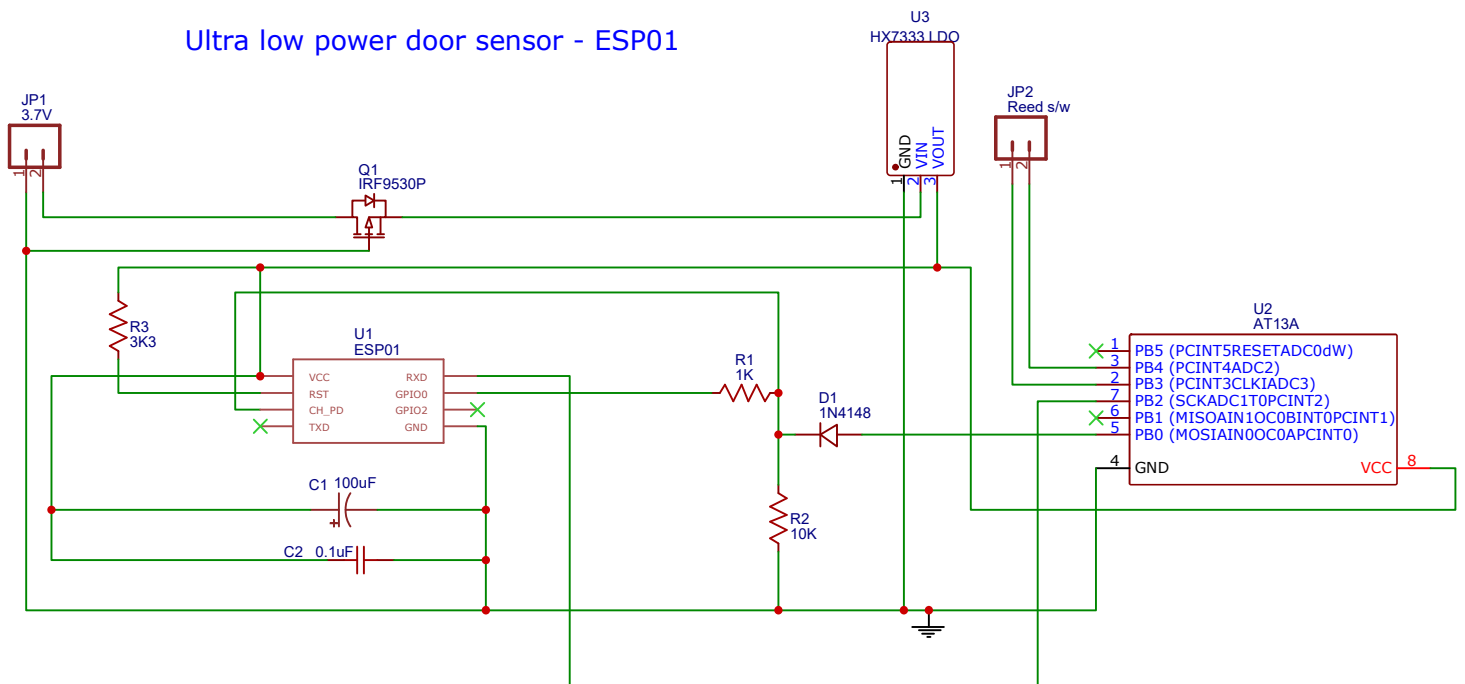 Ultra low power door sensor - ESP01
U3
HX7333 LDO
GND
VIN
VOUT
1
2
3
JP1
3.7V
1
2
JP2
Reed s/w
1
2
Q1
IRF9530P
R3
3K3
U1
ESP01
VCC
RST
CH_PD
TXD
RXD
GPIO0
GPIO2
GND
R1
1K
D1
1N4148
R2
10K
C1 100uF
+
C2 0.1uF
U2
AT13A
1 PB5 (PCINT5RESETADC0dW)
3 PB4 (PCINT4ADC2)
2 PB3 (PCINT3CLKIADC3)
7 PB2 (SCKADC1T0PCINT2)
6 PB1 (MISOAIN1OC0BINT0PCINT1)
5 PB0 (MOSIAIN0OC0APCINT0)
4 GND
VCC 8